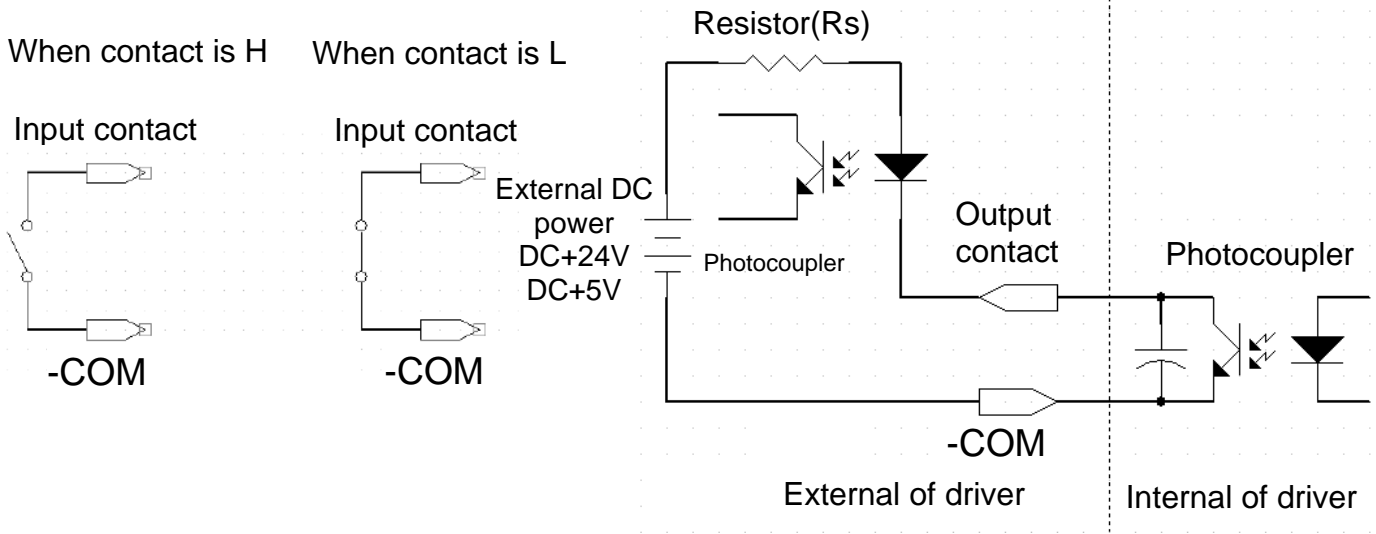 When contact is H
Input contact
-COM
When contact is L
Input contact
-COM
Resistor(Rs)
External DC
power
DC+24V
DC+5V
Photocoupler
Output
contact
-COM
External of driver
Photocoupler
Internal of driver